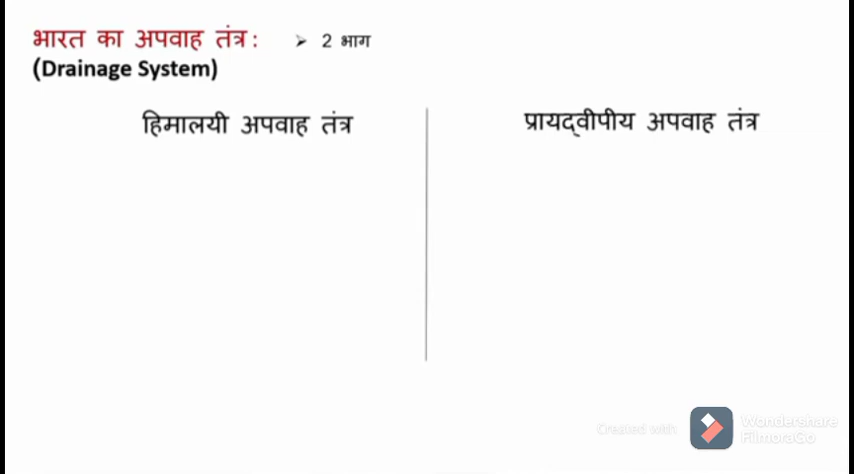 भारत का अपवाह तंत्र : ➢ 2 भाग
(Drainage System)
हिमालयी अपवाह तंत्र
प्रायद्वीपीय अपवाह तंत्र
Created with Wondershare
FilmoraGo